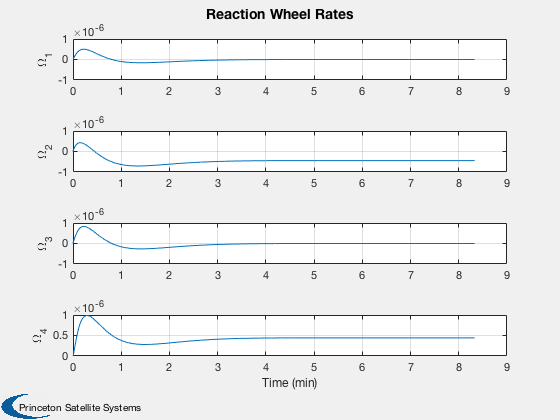 Reaction Wheel Rates
×10⁻⁶
1
0
-1
Ω₁
0 1 2 3 4 5 6 7 8 9
×10⁻⁶
1
0
-1
Ω₂
0 1 2 3 4 5 6 7 8 9
×10⁻⁶
1
0
-1
Ω₃
0 1 2 3 4 5 6 7 8 9
×10⁻⁶
1
0.5
0
Ω₄
0 1 2 3 4 5 6 7 8 9
Time (min)
Princeton Satellite Systems